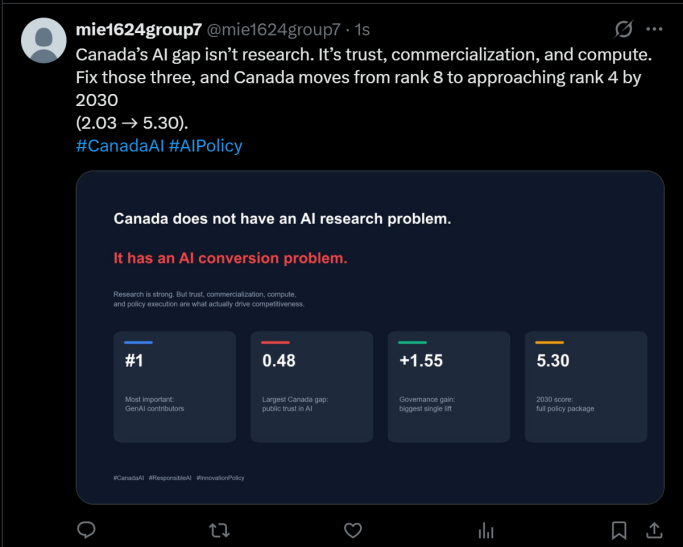 mie1624group7 @mie1624group7 · 1s
Canada’s AI gap isn’t research. It’s trust, commercialization, and compute.
Fix those three, and Canada moves from rank 8 to approaching rank 4 by
2030
(2.03 → 5.30).
#CanadaAI #AIPolicy
Canada does not have an AI research problem.
It has an AI conversion problem.
Research is strong. But trust, commercialization, compute,
and policy execution are what actually drive competitiveness.
#1
Most important:
GenAI contributors
0.48
Largest Canada gap:
public trust in AI
+1.55
Governance gain:
biggest single lift
5.30
2030 score:
full policy package
#CanadaAI #ResponsibleAI #InnovationPolicy